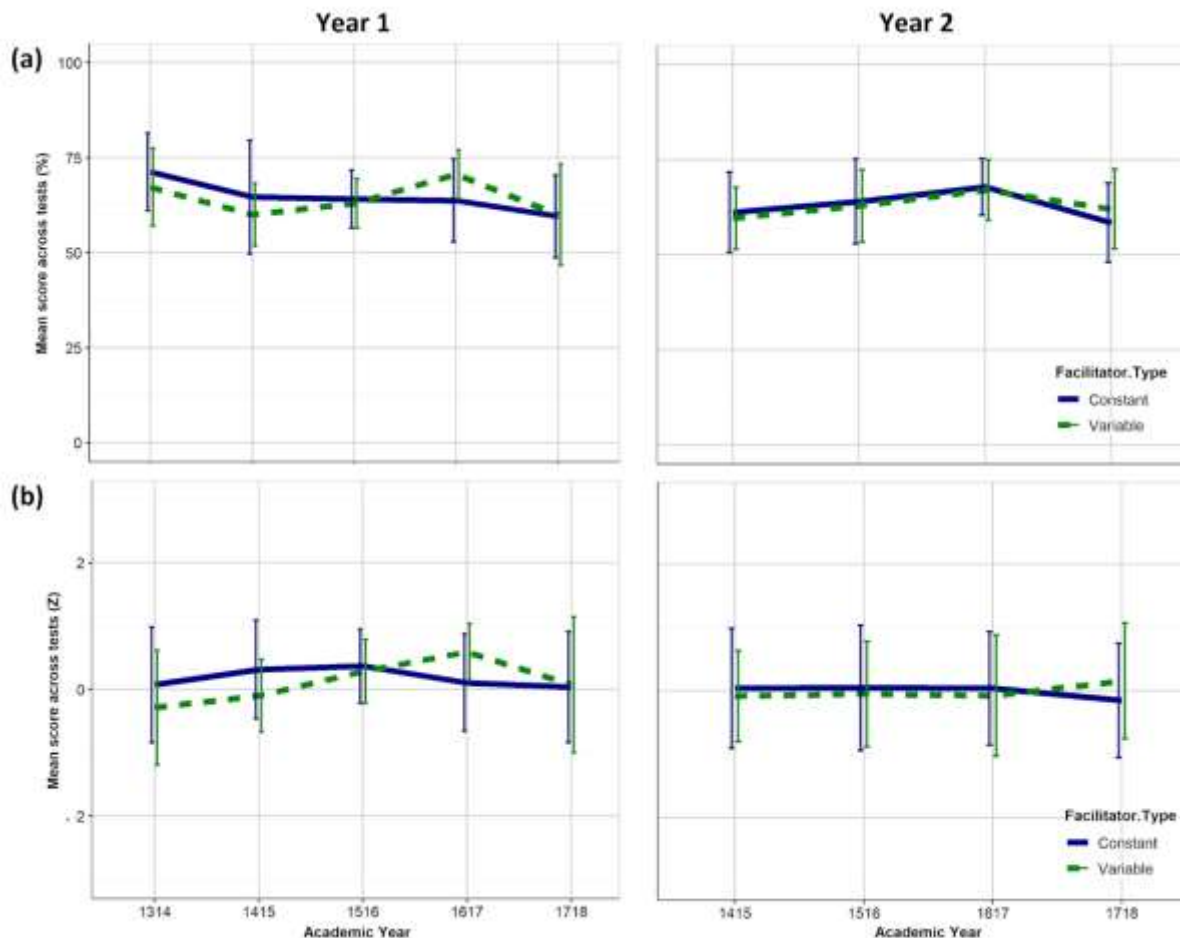 Year 1
Year 2
(a)
100
75
50
25
0
Mean score across tests (%)
Facilitator.Type
Constant
Variable
(b)
2
0
. 2
Mean score across tests (Z)
Facilitator.Type
Constant
Variable
1314 1415 1516 1617 1718
Academic Year
1415 1516 1617 1718
Academic Year